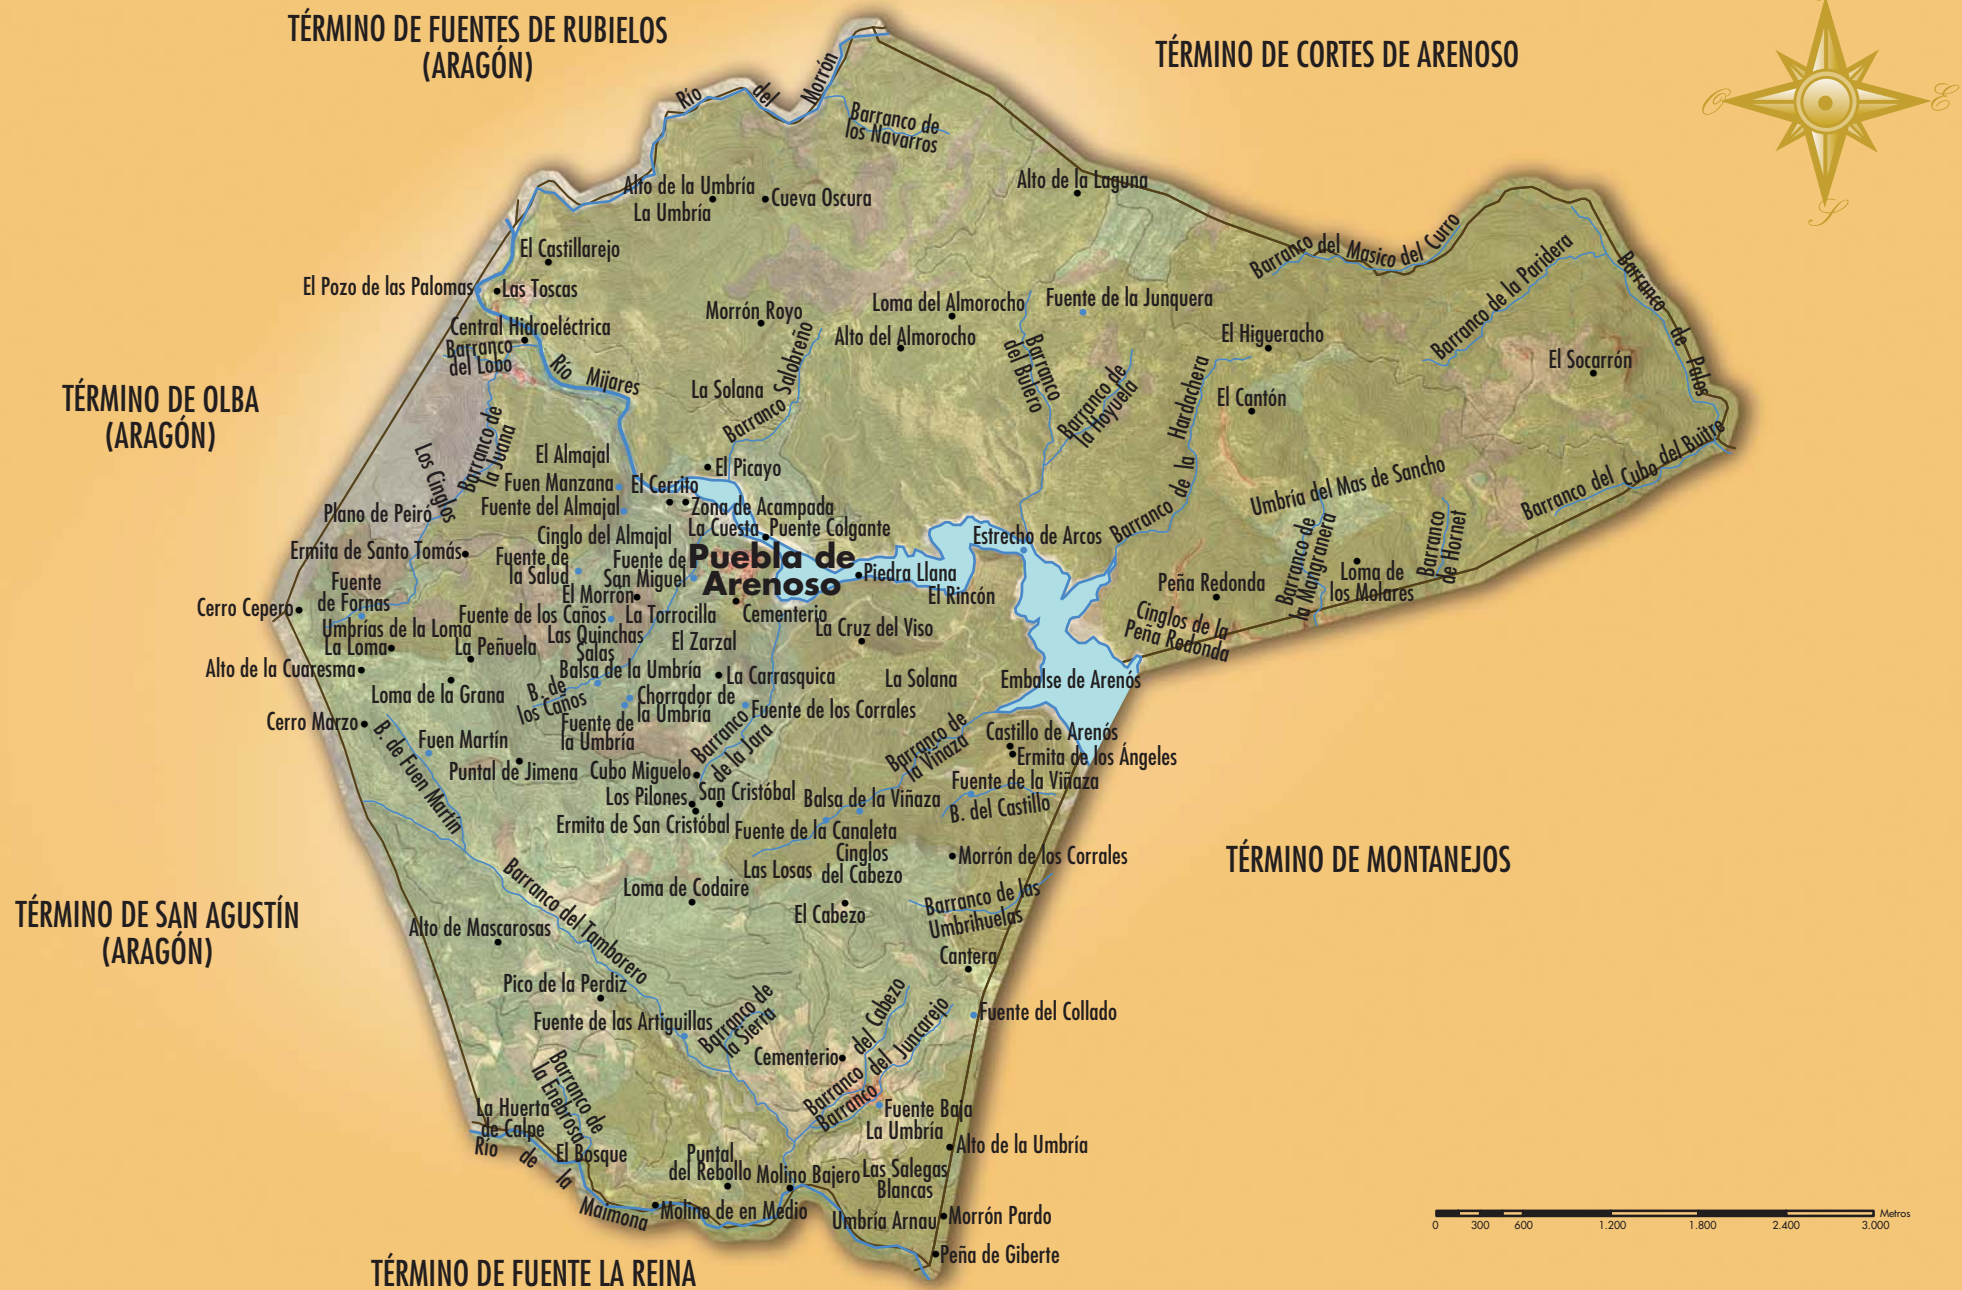 TÉRMINO DE FUENTES DE RUBIELOS
(ARAGÓN)
TÉRMINO DE CORTES DE ARENOSO
O
E
S
Río del Morrón
Barranco de
los Navarros
Alto de la Umbría
La Umbría
Cueva Oscura
Alto de la Laguna
El Castillarejo
Barranco del Masico del Curro
Barranco de la Paridera
Barranco de Palos
El Pozo de las Palomas
Las Toscas
Morrón Royo
Loma del Almorocho
Fuente de la Junquera
Central Hidroeléctrica
Barranco
del Lobo
Alto del Almorocho
El Higueracho
El Socarrón
Río Mijares
La Solana
Barranco Salobreño
Barranco
del Bulero
Barranco de
la Hoyuela
Barranco de la Hardachera
El Cantón
TÉRMINO DE OLBA
(ARAGÓN)
Los Cinglos
Barranco de
la Juana
El Almajal
El Picayo
Umbría del Mas de Sancho
Barranco del Cubo del Buitre
Fuen Manzana
El Cerrito
Fuente del Almajal
Zona de Acampada
Plano de Peiró
Cinglo del Almajal
La Cuesta
Puente Colgante
Estrecho de Arcos
Barranco de
la Mangranera
Barranco
de Hornet
Ermita de Santo Tomás
Fuente de
la Salud
Fuente de
San Miguel
Puebla de
Arenoso
Piedra Llana
El Rincón
Peña Redonda
Loma de
los Molares
Fuente
de Fornas
Cerro Cepero
El Morrón
Cementerio
Fuente de los Caños
La Torrocilla
Cinglos de la
Peña Redonda
Umbrías de la Loma
Las Quinchas
Salas
El Zarzal
La Cruz del Viso
La Loma
La Peñuela
Alto de la Cuaresma
Balsa de la Umbría
La Carrasquica
La Solana
Embalse de Arenós
Loma de la Grana
B. de
los Caños
Chorrador de
la Umbría
Fuente de los Corrales
Cerro Marzo
Fuente de
la Umbría
B. de Fuen Martín
Fuen Martín
Barranco
de la Jara
Barranco de
la Viñaza
Castillo de Arenós
Ermita de los Ángeles
Puntal de Jimena
Cubo Miguelo
Fuente de la Viñaza
Los Pilones
San Cristóbal
Balsa de la Viñaza
B. del Castillo
Ermita de San Cristóbal
Fuente de la Canaleta
Cinglos
del Cabezo
Morrón de los Corrales
TÉRMINO DE MONTANEJOS
Las Losas
Barranco del Tamborero
Loma de Codaire
El Cabezo
Barranco de las
Umbrihuelas
TÉRMINO DE SAN AGUSTÍN
(ARAGÓN)
Alto de Mascarosas
Cantera
Pico de la Perdiz
Fuente de las Artiguillas
Barranco de
la Sierra
Fuente del Collado
Cementerio
Barranco del Cabezo
Barranco del Juncarejo
Barranco de
la Enebrosa
Fuente Baja
La Umbría
La Huerta
de Calpe
Alto de la Umbría
Río de la Maimona
El Bosque
Puntal
del Rebollo
Molino Bajero
Las Salegas
Blancas
Molino de en Medio
Umbría Arnau
Morrón Pardo
Peña de Giberte
TÉRMINO DE FUENTE LA REINA
Metros
0 300 600 1.200 1.800 2.400 3.000